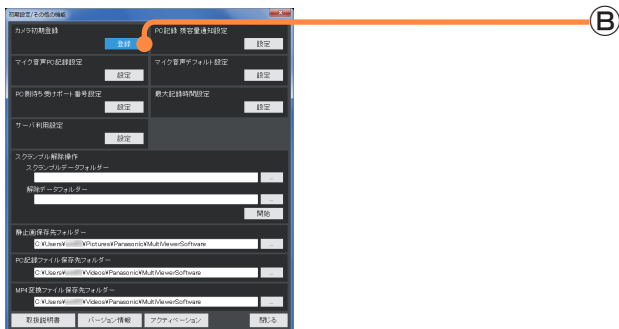 初期設定/その他の機能
B
カメラ初期登録
登録
PC記録 残容量通知設定
設定
マイク音声PC記録設定
設定
マイク音声デフォルト設定
設定
PC側待ち受けポート番号設定
設定
最大記録時間設定
設定
サーバ利用設定
設定
スクランブル解除操作
スクランブルデータフォルダー
...
解除データフォルダー
...
開始
静止画保存先フォルダー
C:¥Users¥ ¥Pictures¥Panasonic¥MultiViewerSoftware
...
PC記録ファイル保存先フォルダー
C:¥Users¥ ¥Videos¥Panasonic¥MultiViewerSoftware
...
MP4変換ファイル保存先フォルダー
C:¥Users¥ ¥Videos¥Panasonic¥MultiViewerSoftware
...
取扱説明書
バージョン情報
アクティベーション
閉じる